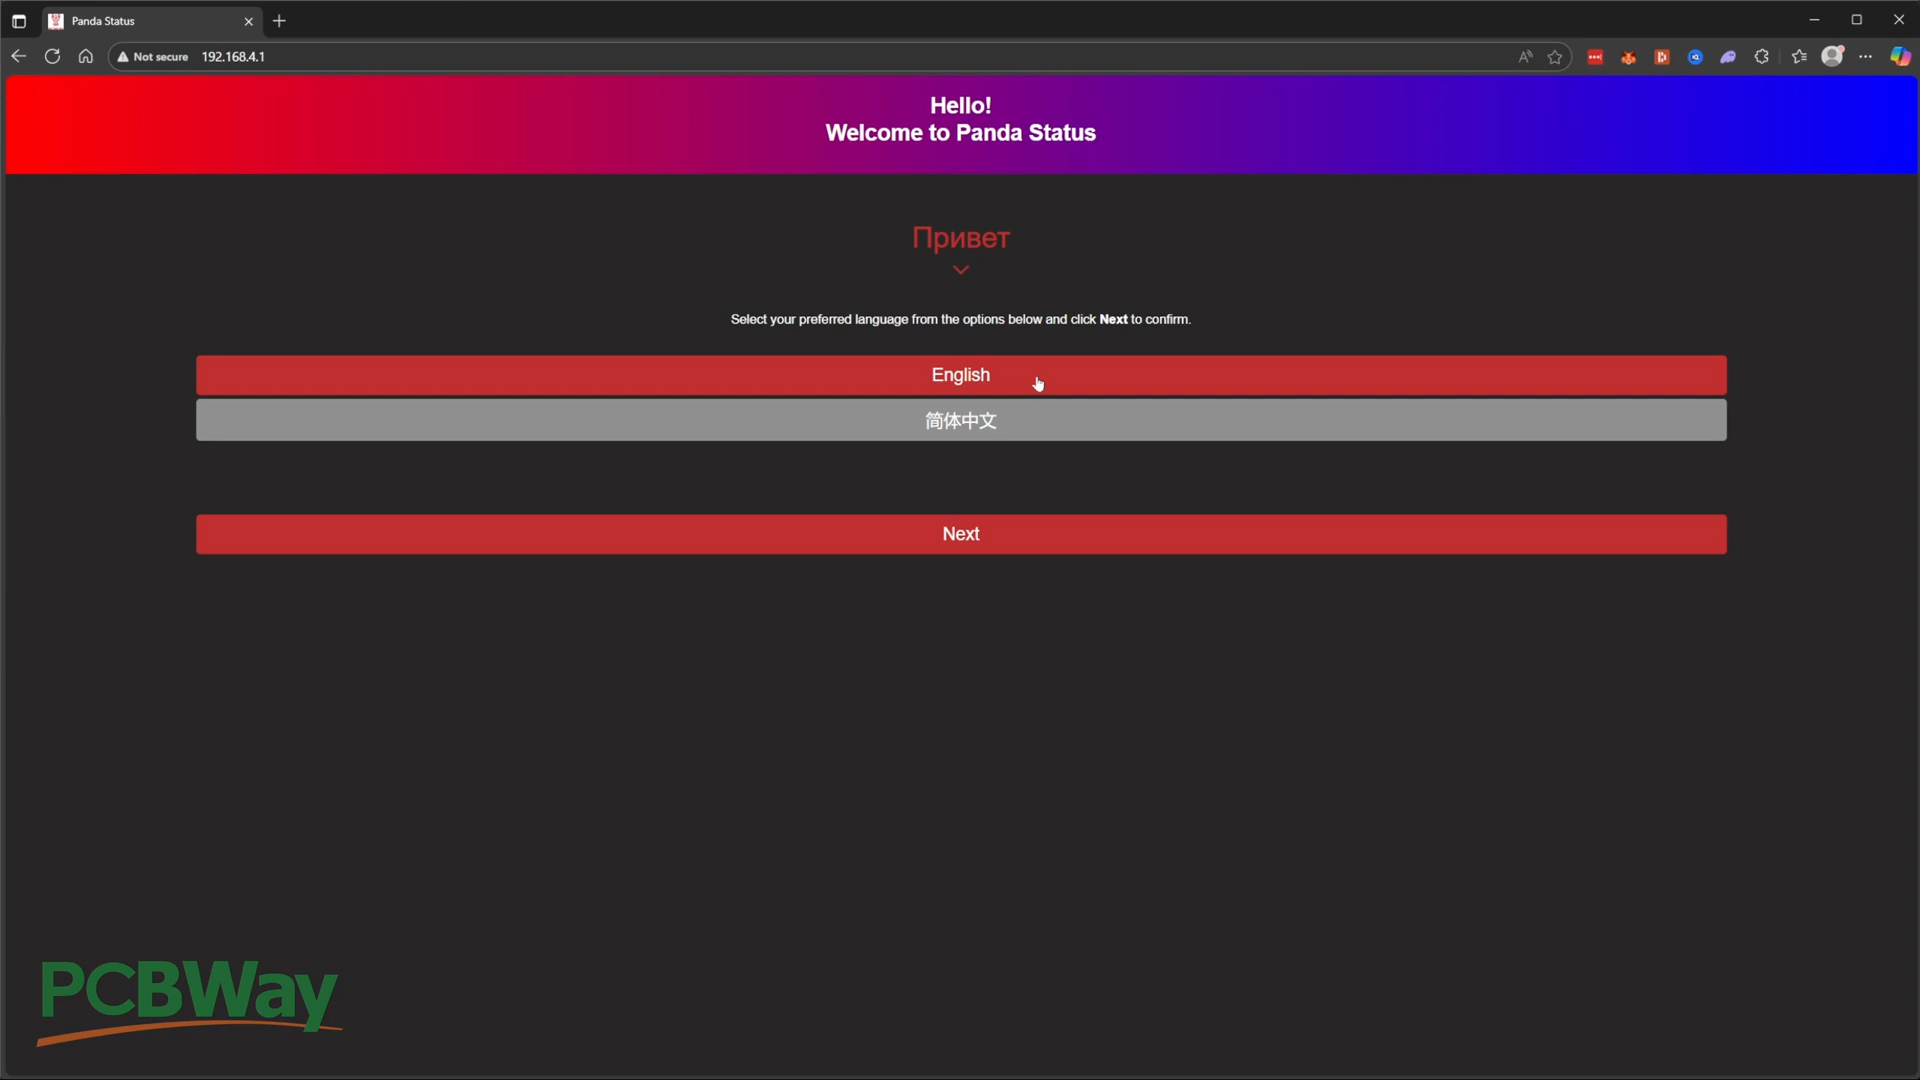 Panda Status
Not secure 192.168.4.1
Hello!
Welcome to Panda Status
Привет
Select your preferred language from the options below and click Next to confirm.
English
简体中文
Next
PCBWay